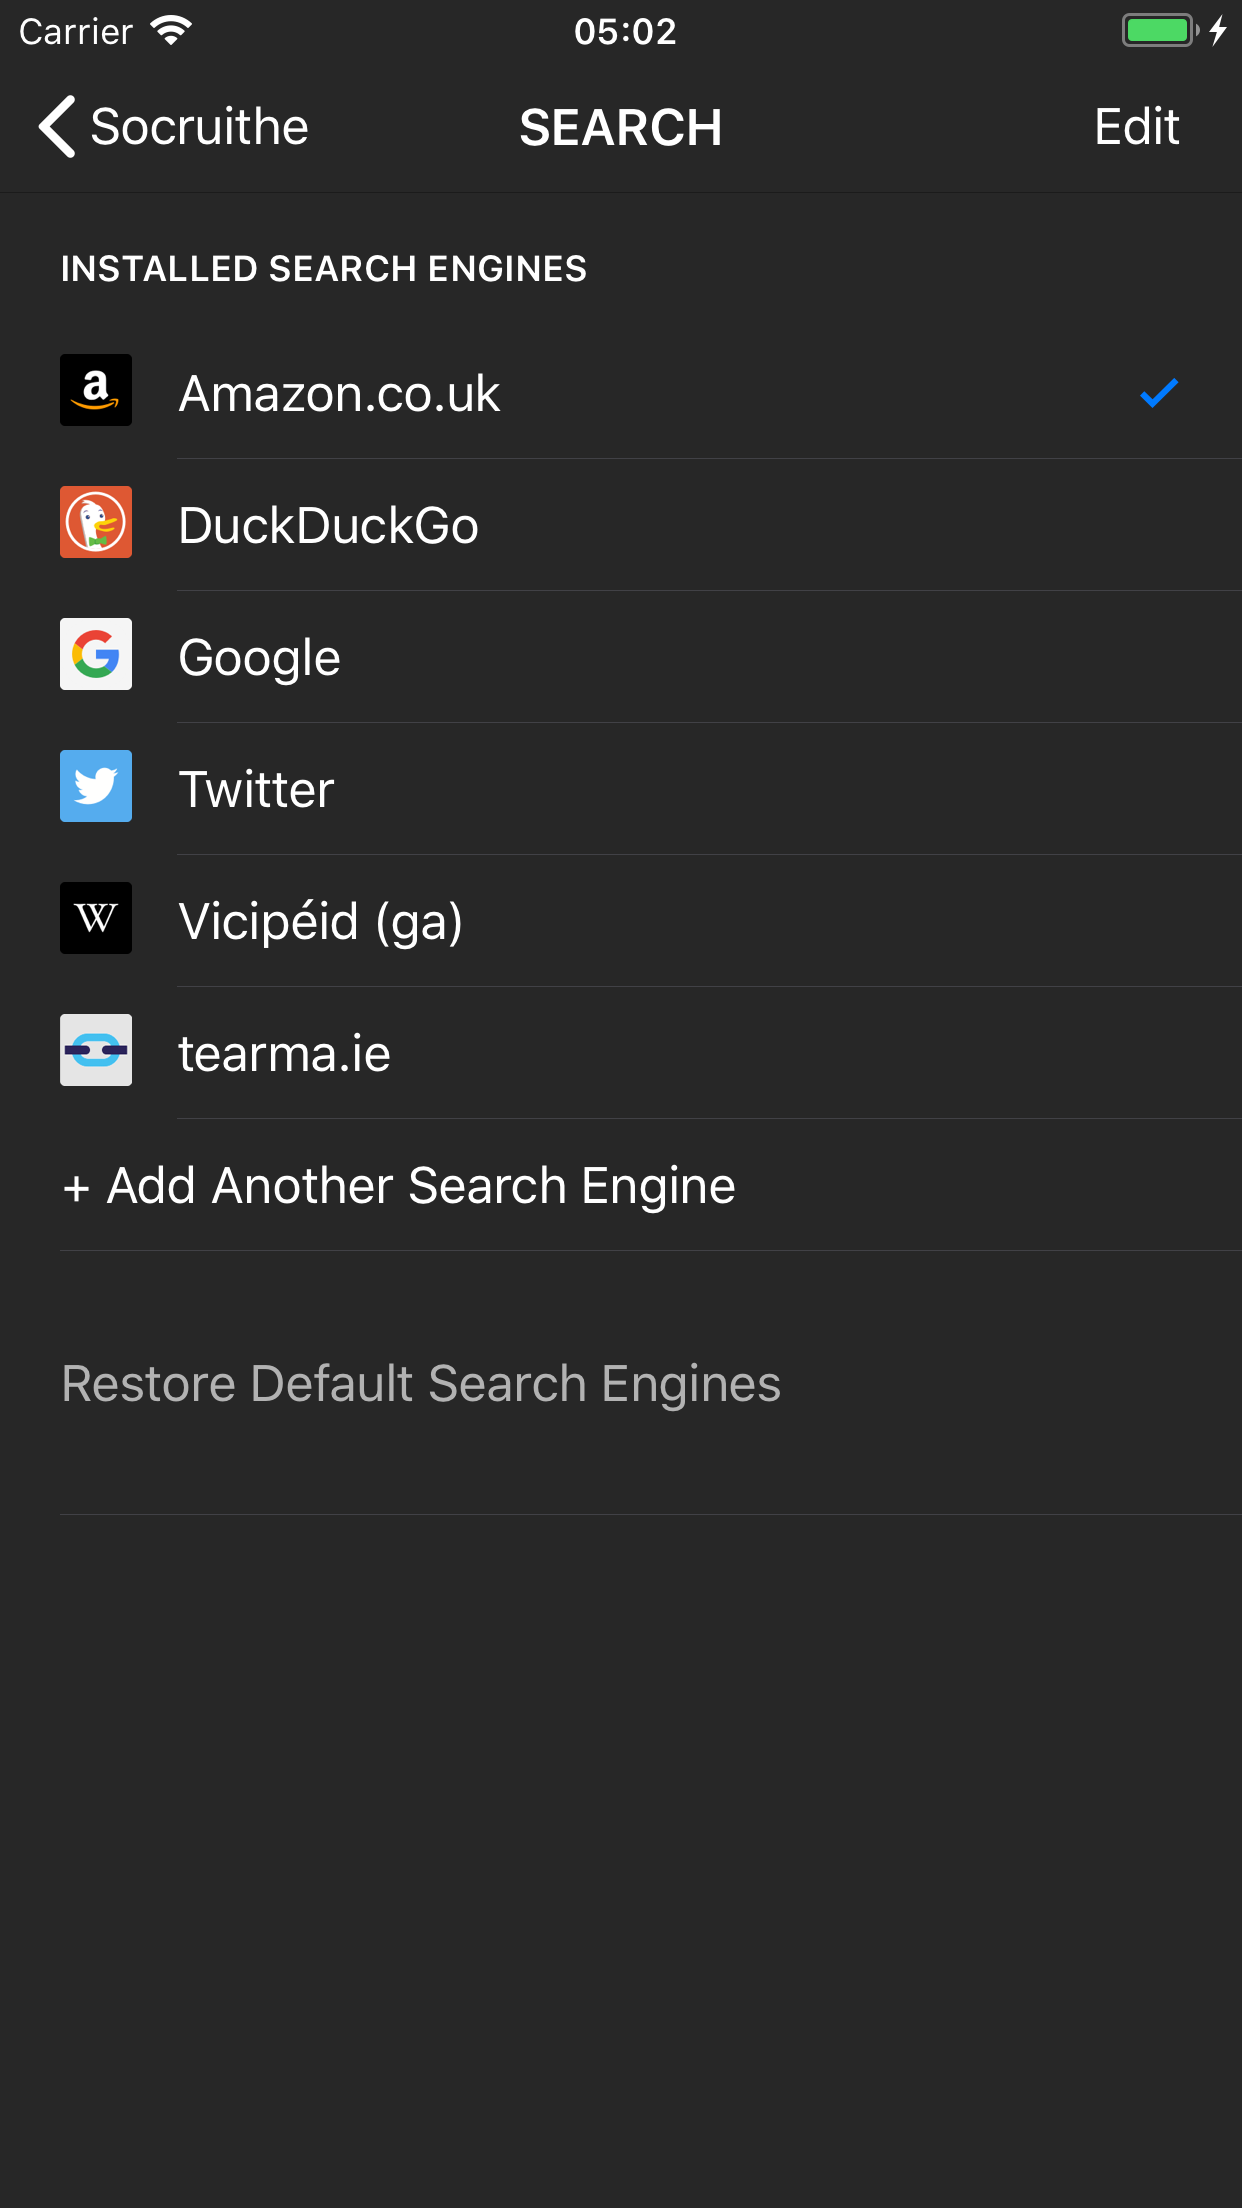 Carrier 05:02
Socruithe SEARCH Edit
INSTALLED SEARCH ENGINES
a Amazon.co.uk
DuckDuckGo
G Google
Twitter
W Vicipéid (ga)
tearma.ie
+ Add Another Search Engine
Restore Default Search Engines